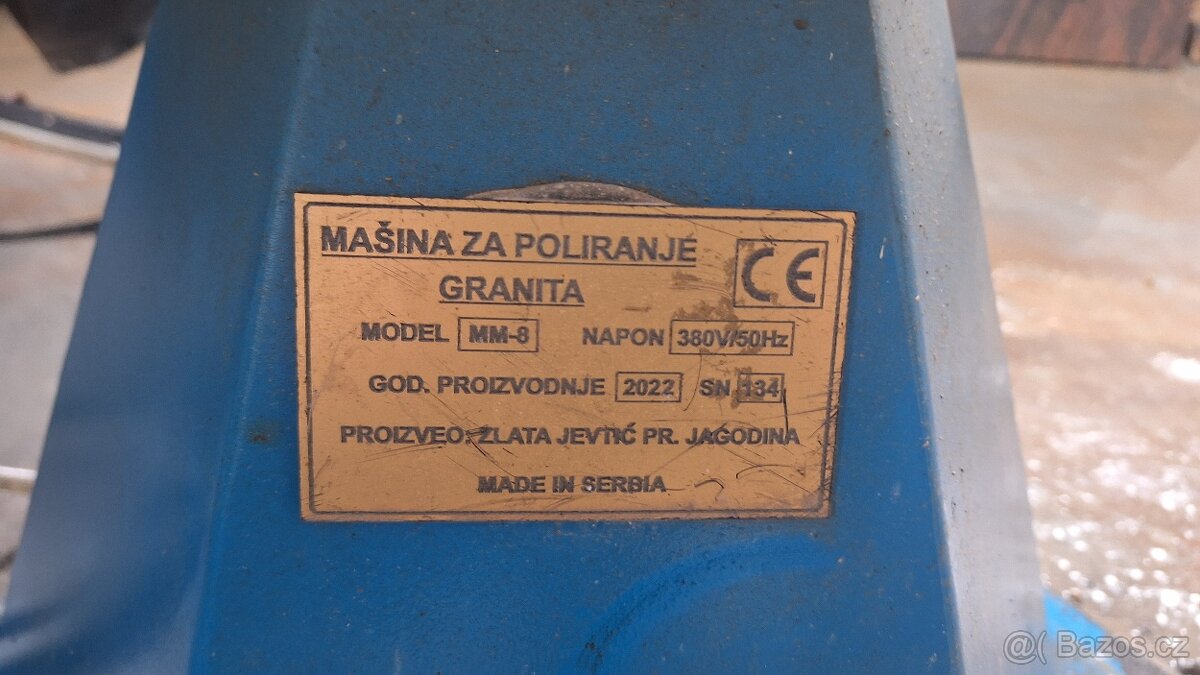 MAŠINA ZA POLIRANJE
GRANITA
CE
MODEL MM-8 NAPON 380V/50Hz
GOD. PROIZVODNJE 2022 SN 134
PROIZVEO: ZLATA JEVTIĆ PR. JAGODINA
MADE IN SERBIA
@( Bazos.cz